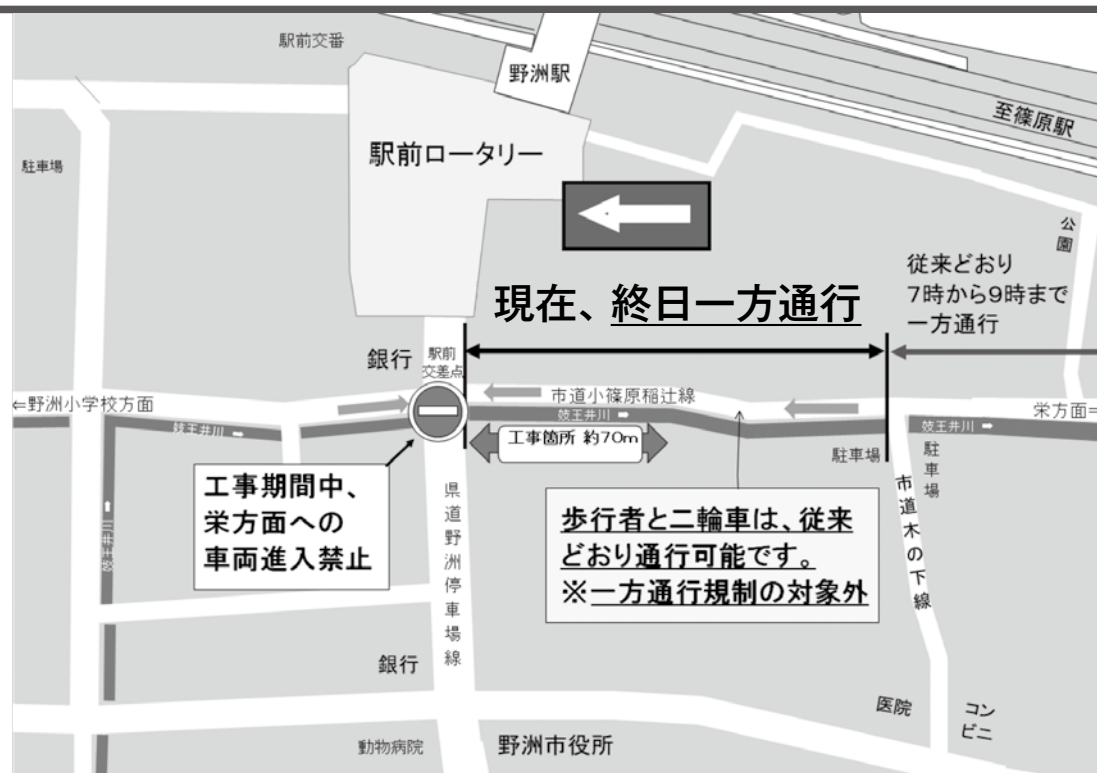 駅前交番
野洲駅
至篠原駅
駅前ロータリー
駐車場
公園
従来どおり
7時から9時まで
一方通行
現在、終日一方通行
銀行
駅前
交差点
⇐野洲小学校方面
市道小篠原稲辻線
栄方面⇒
妓王井川 ➡
妓王井川 ➡
妓王井川 ➡
工事箇所 約70m
駐車場
駐車場
工事期間中、
栄方面への
車両進入禁止
歩行者と二輪車は、従来
どおり通行可能です。
※一方通行規制の対象外
県道野洲停車場線
市道木の下線
銀行
医院
コン
ビニ
動物病院
野洲市役所